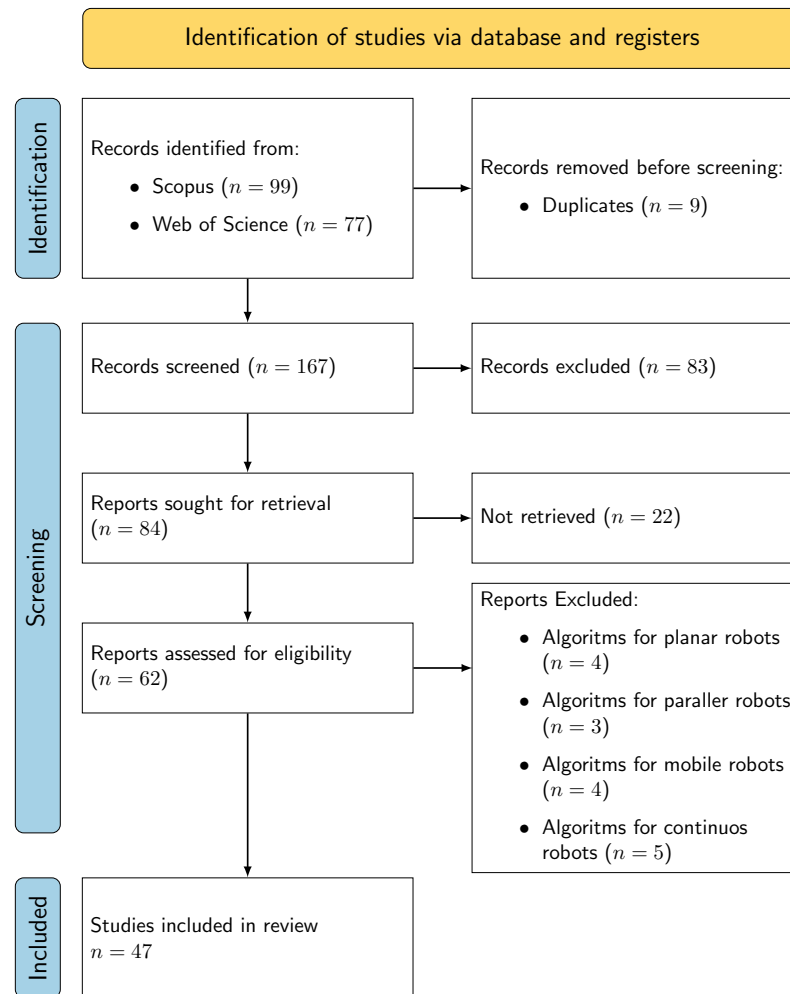 Identification of studies via database and registers
Identification
Records identified from:
• Scopus (n = 99)
• Web of Science (n = 77)
Records removed before screening:
• Duplicates (n = 9)
Screening
Records screened (n = 167)
Records excluded (n = 83)
Reports sought for retrieval
(n = 84)
Not retrieved (n = 22)
Reports assessed for eligibility
(n = 62)
Reports Excluded:
• Algoritms for planar robots
(n = 4)
• Algoritms for paraller robots
(n = 3)
• Algoritms for mobile robots
(n = 4)
• Algoritms for continuos
robots (n = 5)
Included
Studies included in review
n = 47